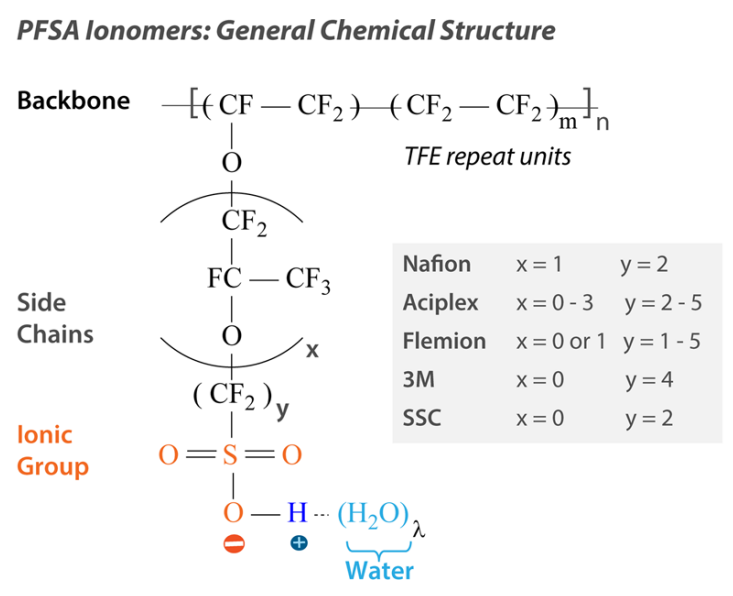 PFSA Ionomers: General Chemical Structure
Backbone —[(CF — CF₂)—(CF₂ — CF₂)ₘ]ₙ
O
TFE repeat units
CF₂
Nafion x = 1 y = 2
FC — CF₃
Aciplex x = 0 - 3 y = 2 - 5
Side
Chains
O
x
Flemion x = 0 or 1 y = 1 - 5
3M x = 0 y = 4
(CF₂)y
SSC x = 0 y = 2
Ionic
Group
O=S=O
O — H --- (H₂O)λ
Water